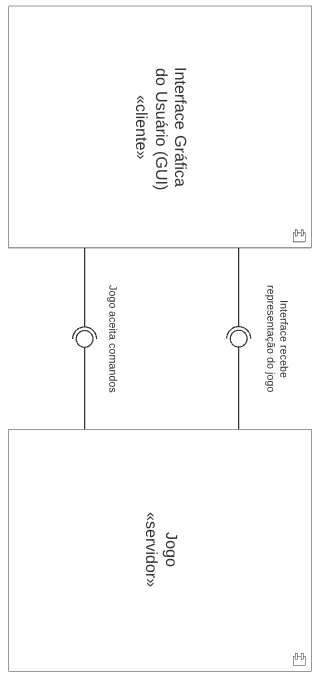 Interface Gráfica
do Usuário (GUI)
«cliente»
Interface recebe
representação do jogo
Jogo aceita comandos
Jogo
«servidor»